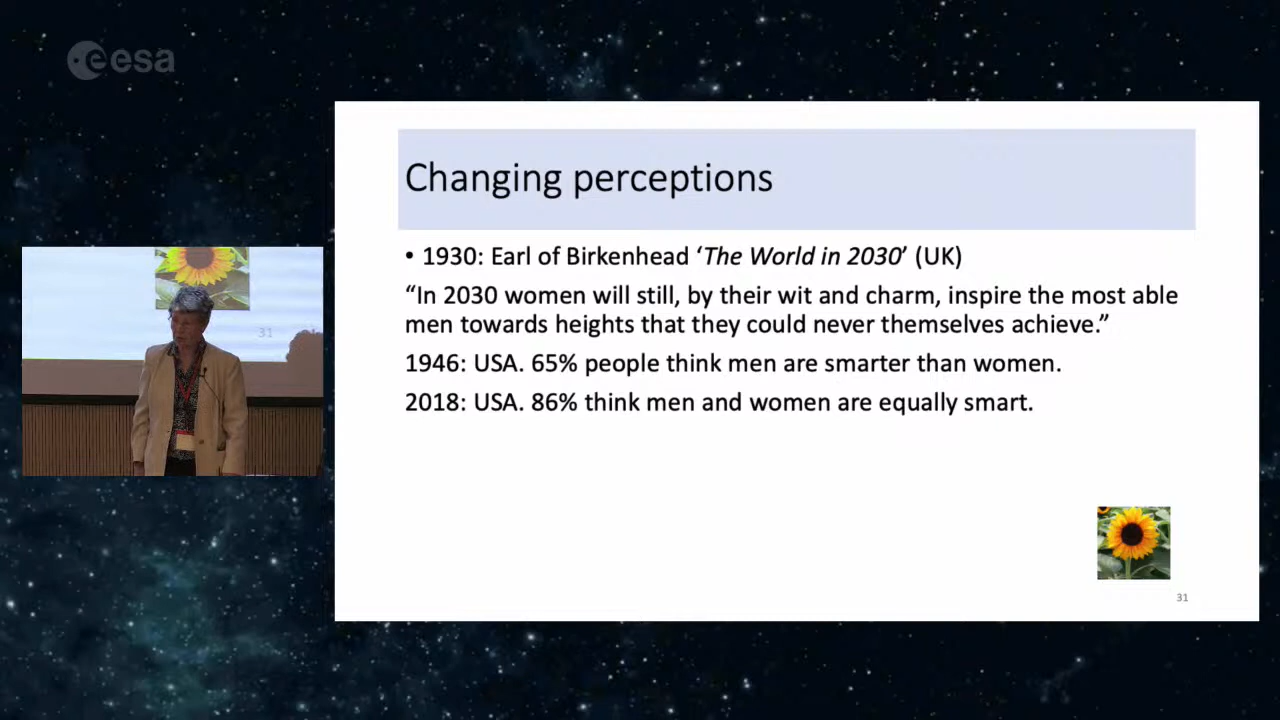 esa
Changing perceptions
• 1930: Earl of Birkenhead ‘The World in 2030’ (UK)
“In 2030 women will still, by their wit and charm, inspire the most able
men towards heights that they could never themselves achieve.”
1946: USA. 65% people think men are smarter than women.
2018: USA. 86% think men and women are equally smart.
31
31